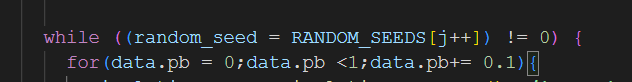 while ((random_seed = RANDOM_SEEDS[j++]) != 0) {
for(data.pb = 0;data.pb <1;data.pb+= 0.1){